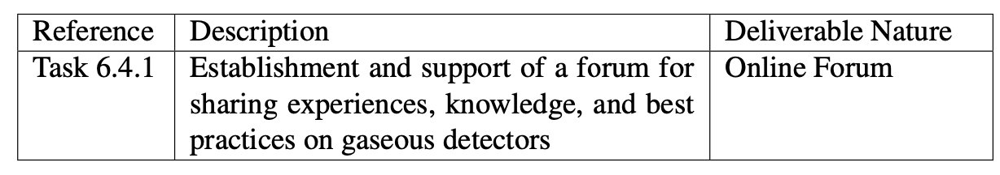 Reference Description Deliverable Nature
Task 6.4.1 Establishment and support of a forum for Online Forum
sharing experiences, knowledge, and best
practices on gaseous detectors